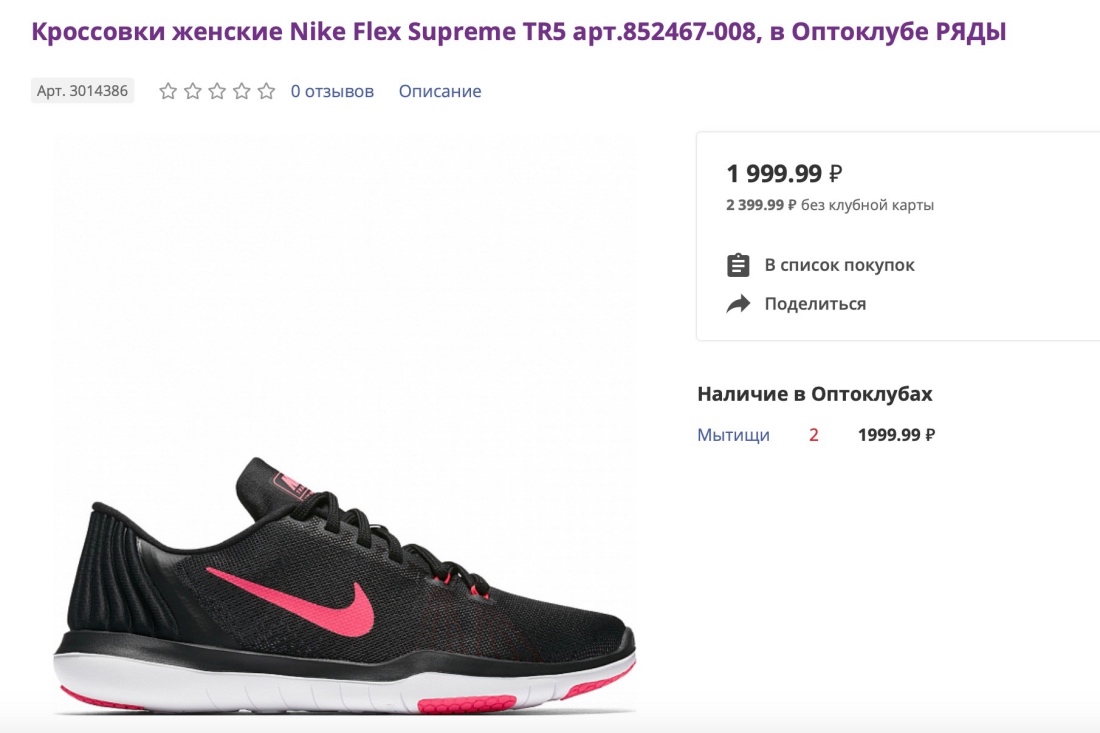 Кроссовки женские Nike Flex Supreme TR5 арт.852467-008, в Оптоклубе РЯДЫ
Арт. 3014386 0 отзывов Описание
1 999.99 ₽
2 399.99 ₽ без клубной карты
В список покупок
Поделиться
Наличие в Оптоклубах
Мытищи 2 1999.99 ₽